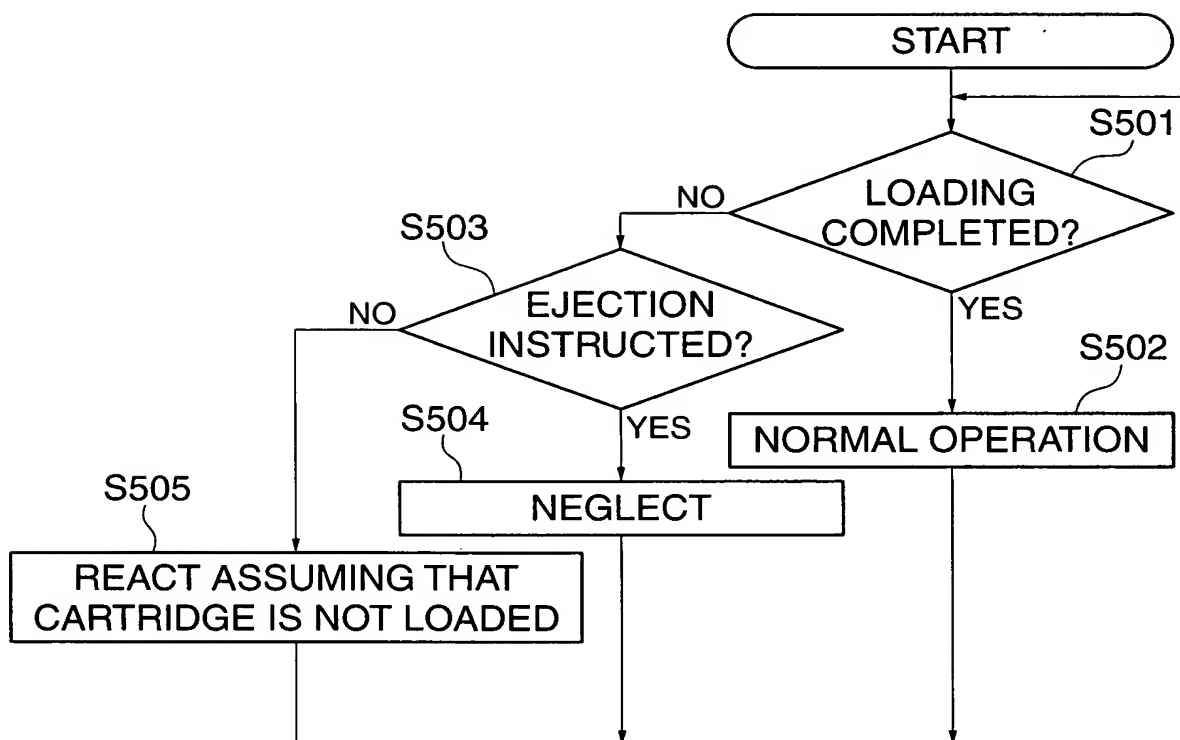 START
S501
LOADING
COMPLETED?
NO
YES
S503
EJECTION
INSTRUCTED?
NO
YES
S502
NORMAL OPERATION
S504
NEGLECT
S505
REACT ASSUMING THAT
CARTRIDGE IS NOT LOADED